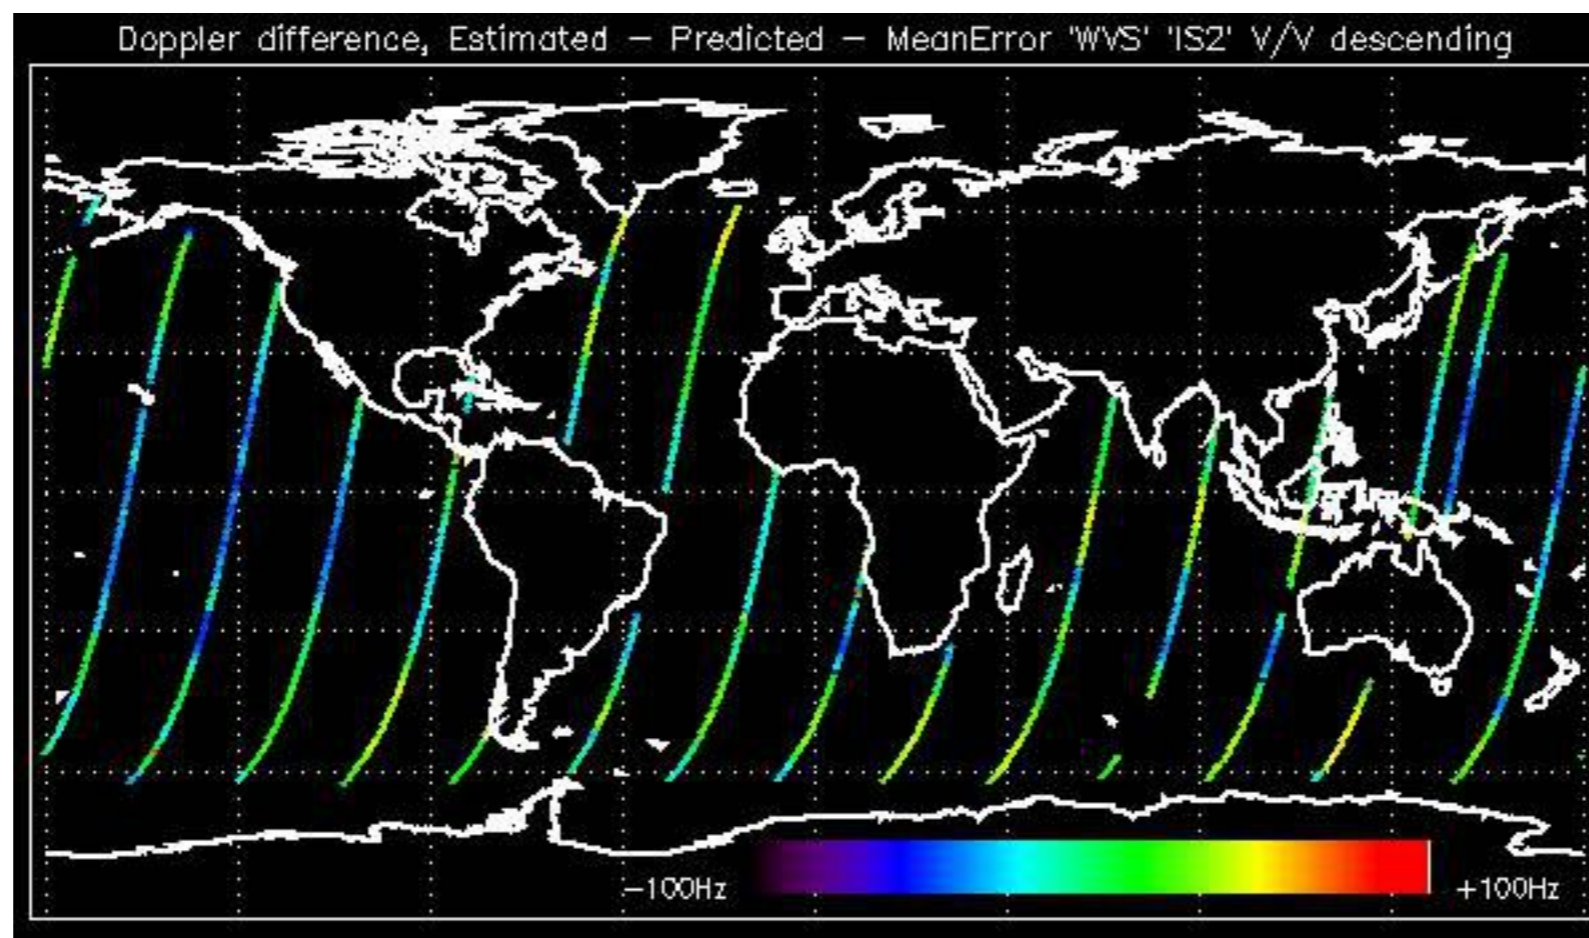 Doppler difference, Estimated – Predicted – MeanError 'WVS' 'IS2' V/V descending
−100Hz +100Hz